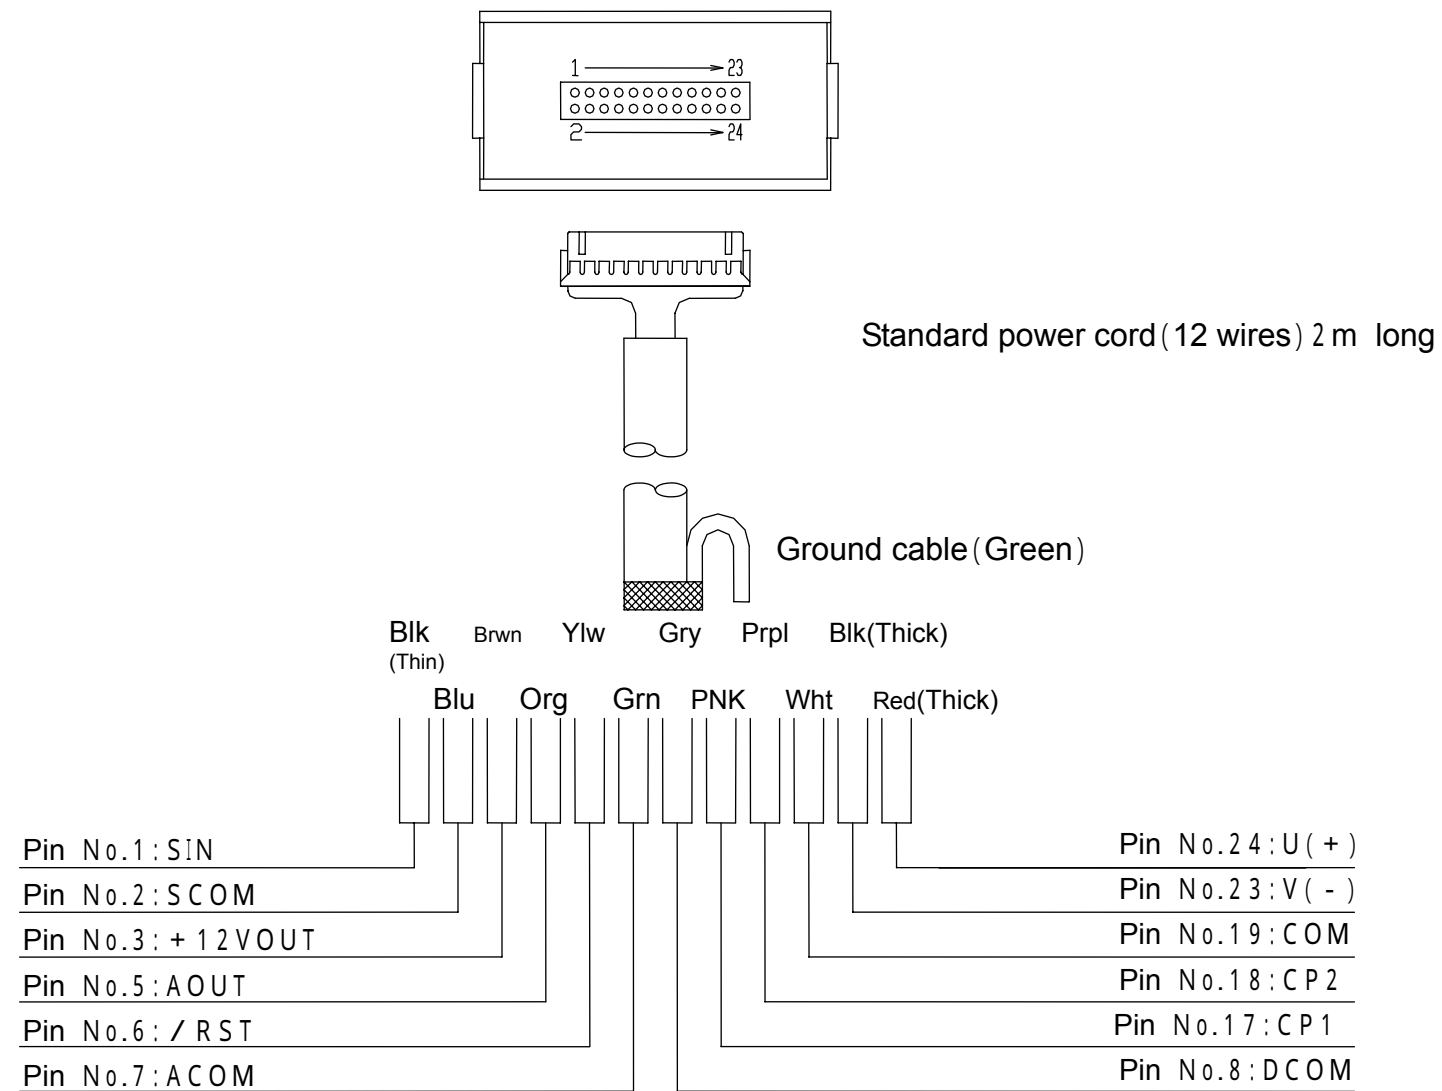 1 23
2 24
Standard power cord(12 wires) 2m long
Ground cable(Green)
Blk Brwn Ylw Gry Prpl Blk(Thick)
(Thin)
Blu Org Grn PNK Wht Red(Thick)
Pin No.1:SIN
Pin No.2:SCOM
Pin No.3:+12VOUT
Pin No.5:AOUT
Pin No.6:/RST
Pin No.7:ACOM
Pin No.24:U(+)
Pin No.23:V(-)
Pin No.19:COM
Pin No.18:CP2
Pin No.17:CP1
Pin No.8:DCOM